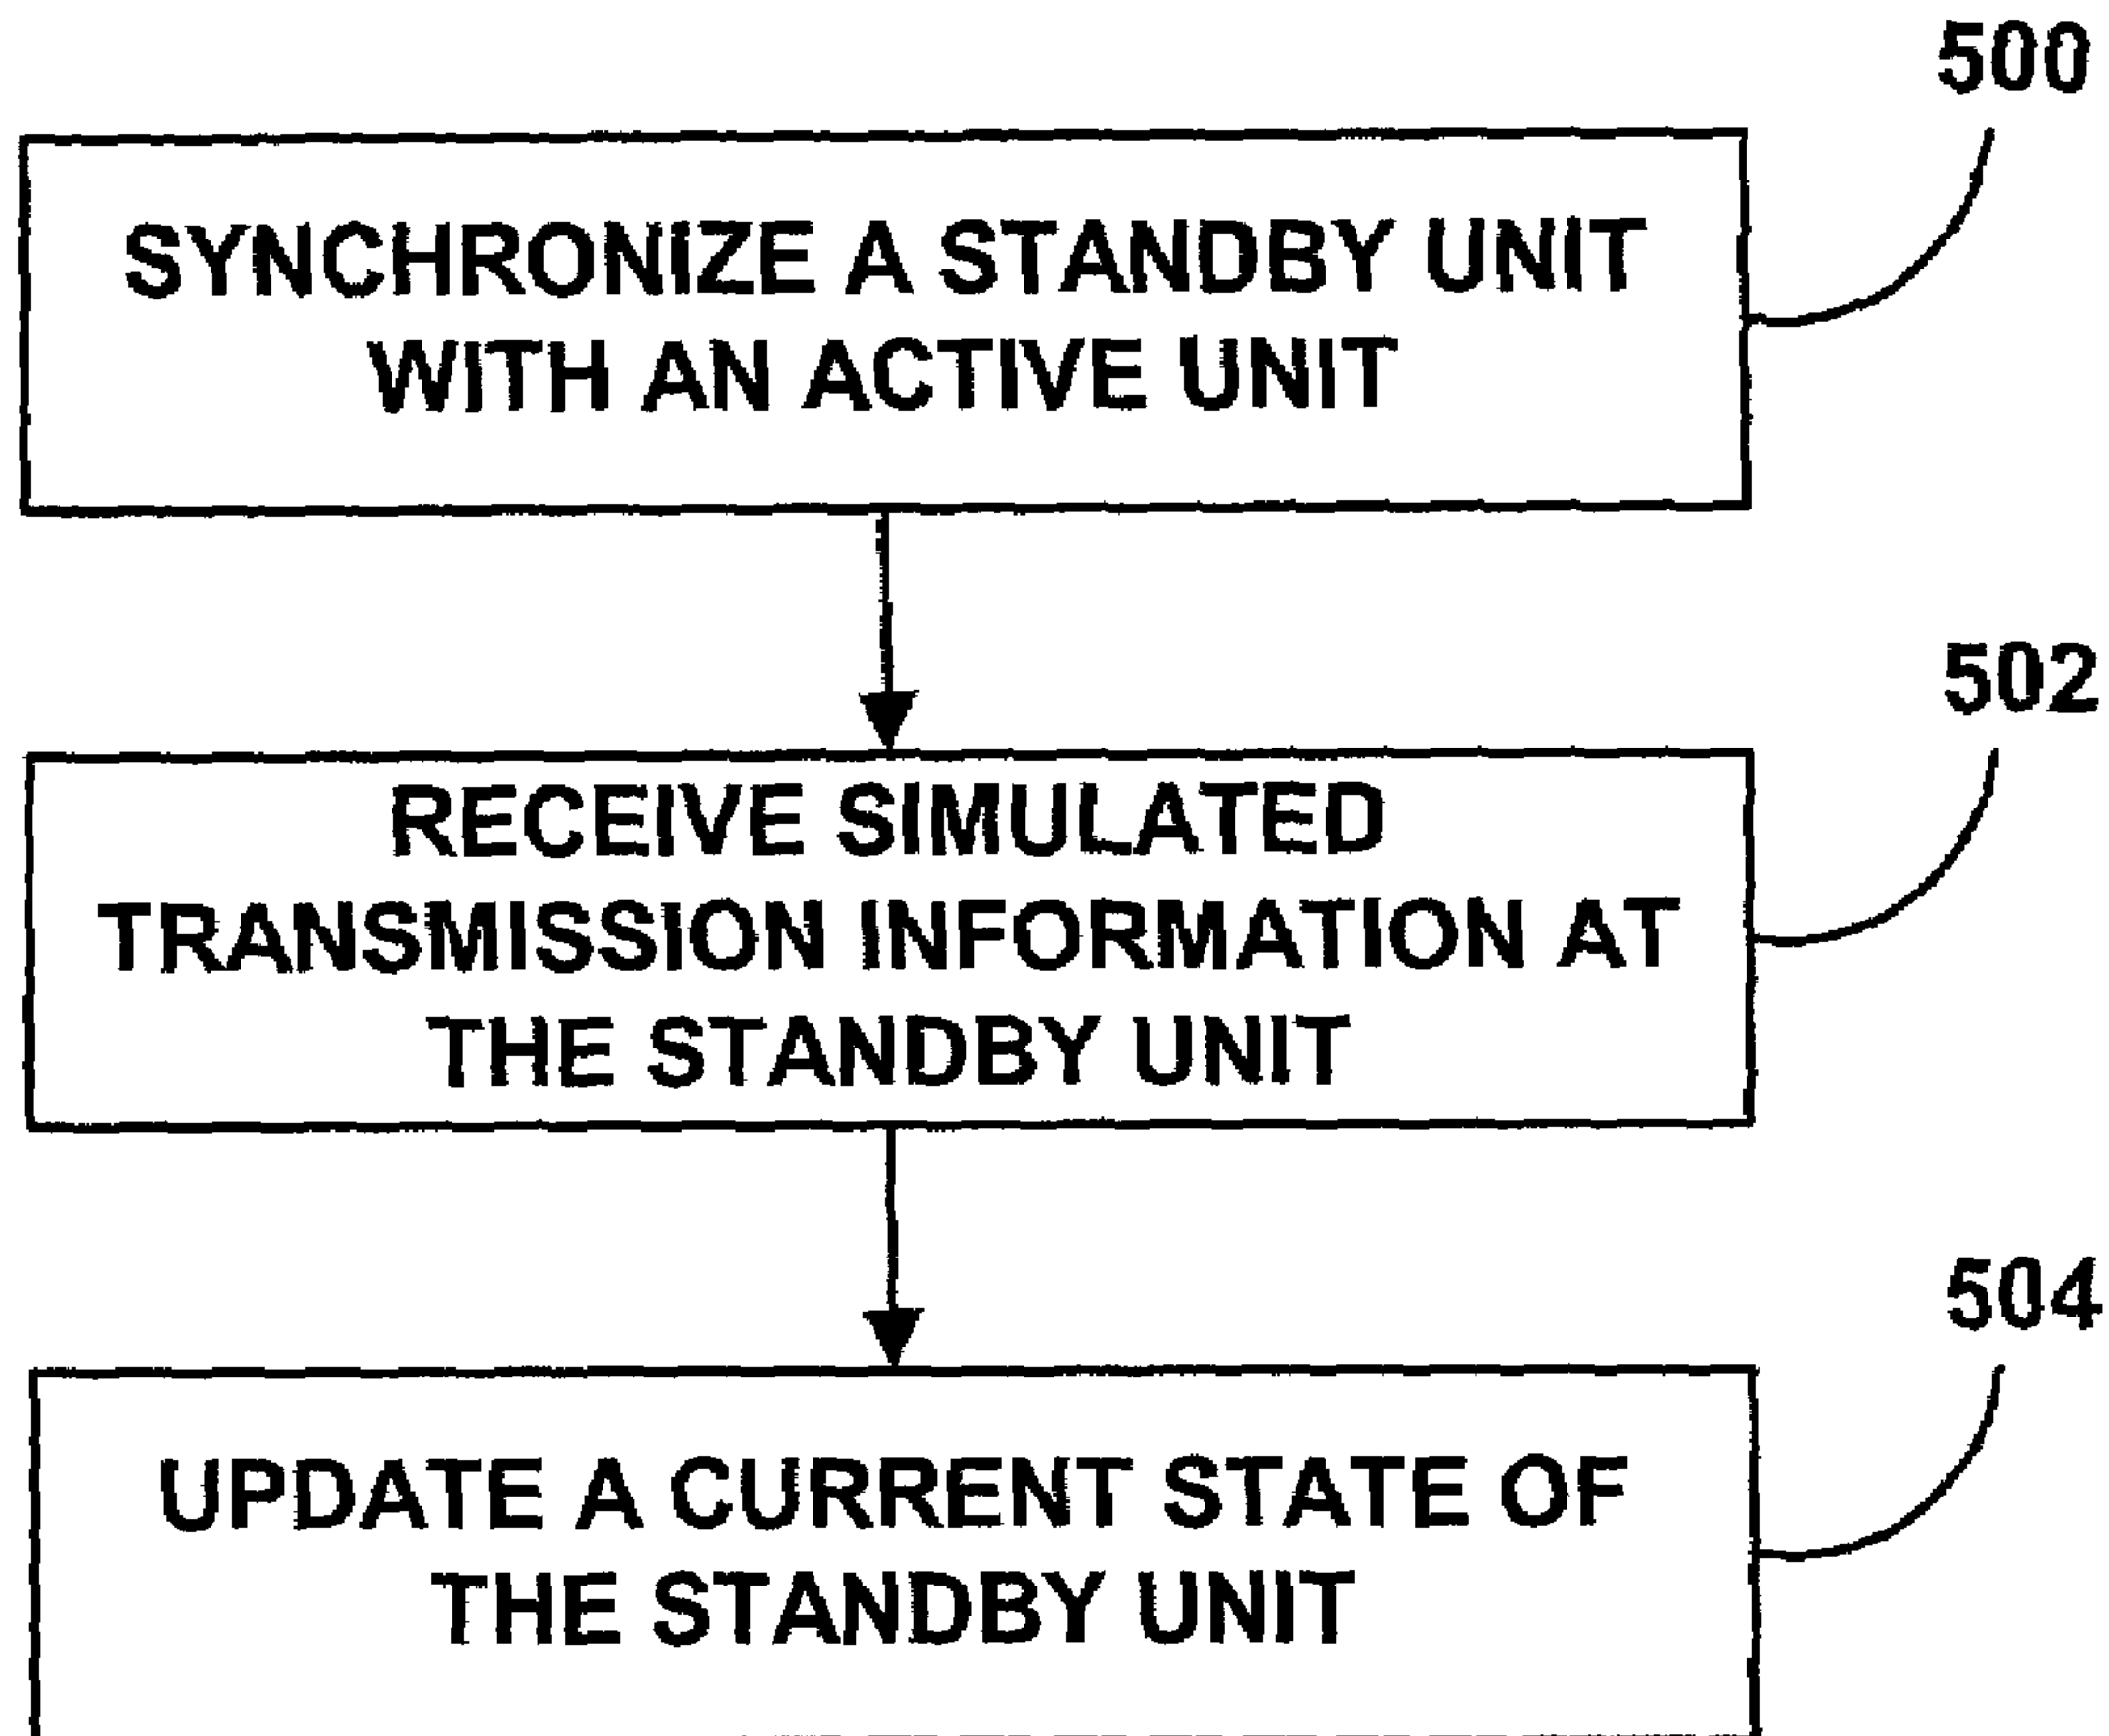 500
SYNCHRONIZE A STANDBY UNIT
WITH AN ACTIVE UNIT
502
RECEIVE SIMULATED
TRANSMISSION INFORMATION AT
THE STANDBY UNIT
504
UPDATE A CURRENT STATE OF
THE STANDBY UNIT